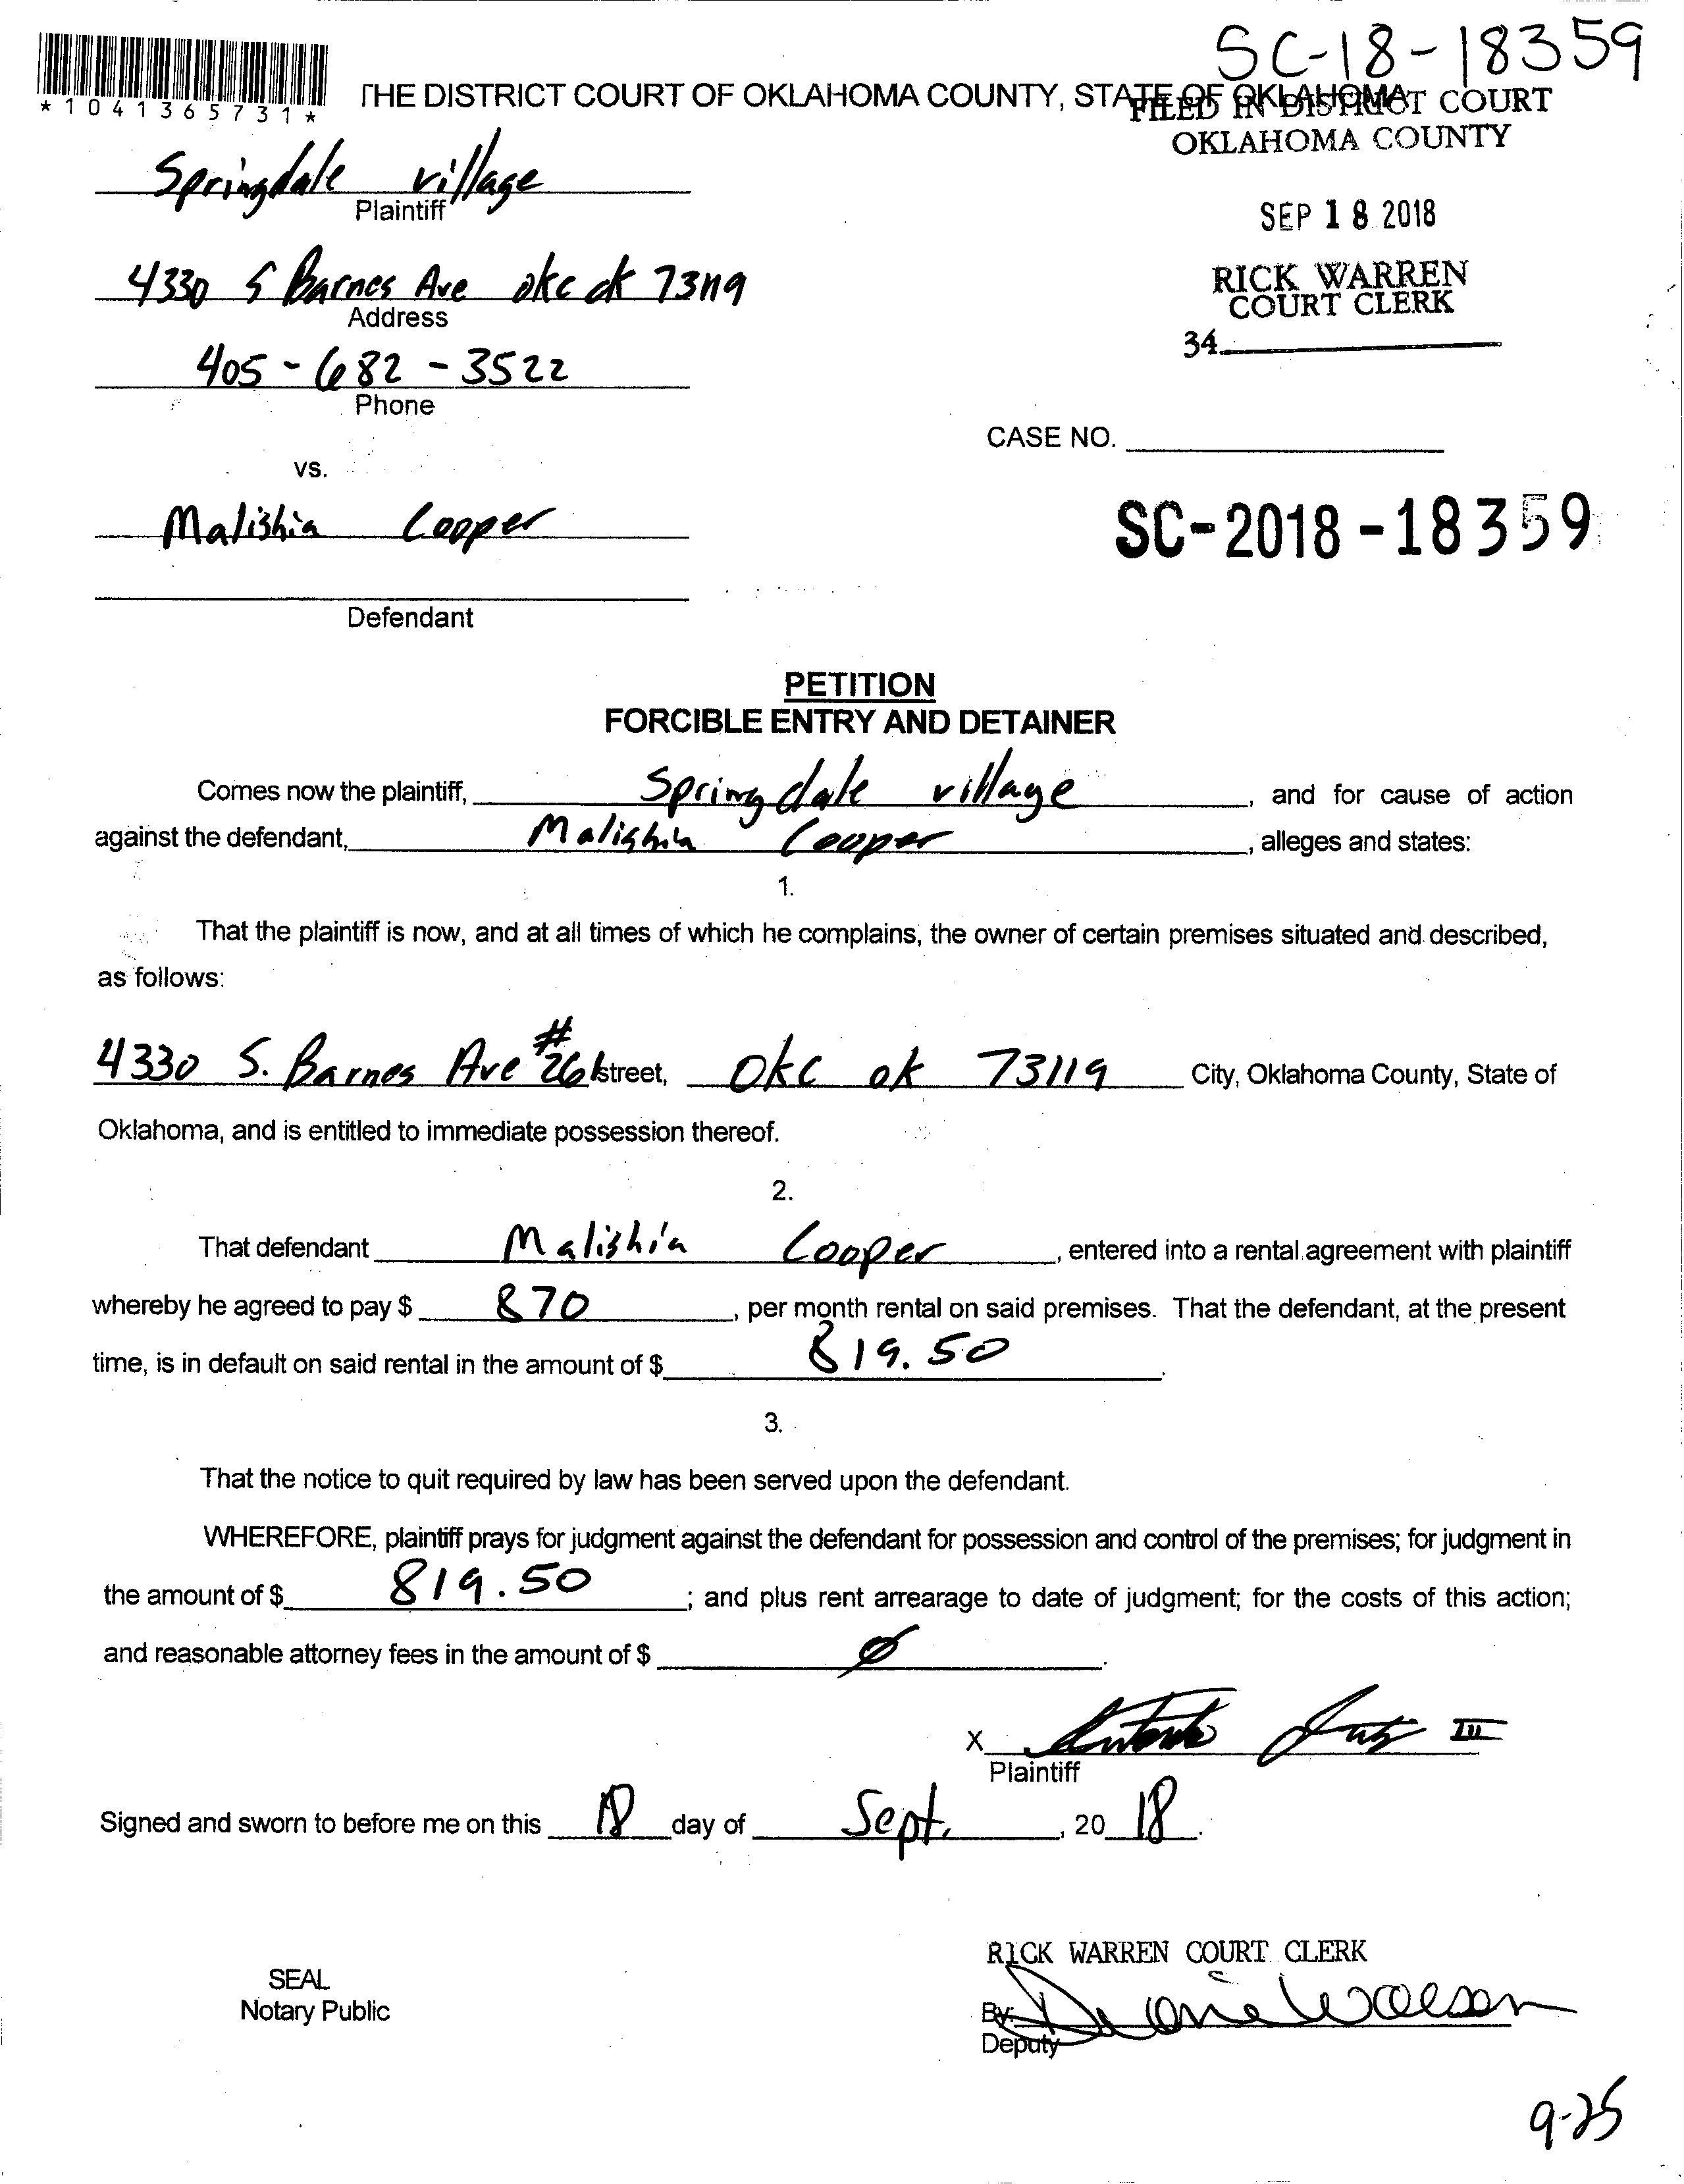 SC-18-18359
*1041365731*
THE DISTRICT COURT OF OKLAHOMA COUNTY, STATE OF OKLAHOMA
FILED IN DISTRICT COURT
OKLAHOMA COUNTY
Springdale village
Plaintiff
SEP 18 2018
4330 S Barnes Ave okc ok 73119
Address
RICK WARREN
COURT CLERK
34
405-682-3522
Phone
CASE NO.
vs.
Malishia Cooper
SC-2018-18359
Defendant
PETITION
FORCIBLE ENTRY AND DETAINER
Comes now the plaintiff, Springdale village, and for cause of action
against the defendant, Malishia Cooper, alleges and states:
1.
That the plaintiff is now, and at all times of which he complains, the owner of certain premises situated and described,
as follows:
4330 S. Barnes Ave # street, Okc ok 73119 City, Oklahoma County, State of
Oklahoma, and is entitled to immediate possession thereof.
2.
That defendant Malishia Cooper, entered into a rental agreement with plaintiff
whereby he agreed to pay $ 870, per month rental on said premises. That the defendant, at the present
time, is in default on said rental in the amount of $ 819.50.
3.
That the notice to quit required by law has been served upon the defendant.
WHEREFORE, plaintiff prays for judgment against the defendant for possession and control of the premises; for judgment in
the amount of $ 819.50; and plus rent arrearage to date of judgment; for the costs of this action;
and reasonable attorney fees in the amount of $ Ø.
X III
Plaintiff
Signed and sworn to before me on this 18 day of Sept., 20 18.
RICK WARREN COURT CLERK
SEAL
Notary Public
By:
Deputy
9-25